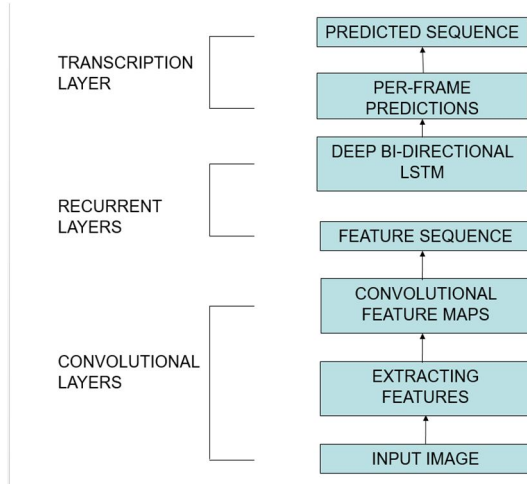 PREDICTED SEQUENCE
TRANSCRIPTION
LAYER
PER-FRAME
PREDICTIONS
DEEP BI-DIRECTIONAL
LSTM
RECURRENT
LAYERS
FEATURE SEQUENCE
CONVOLUTIONAL
FEATURE MAPS
CONVOLUTIONAL
LAYERS
EXTRACTING
FEATURES
INPUT IMAGE